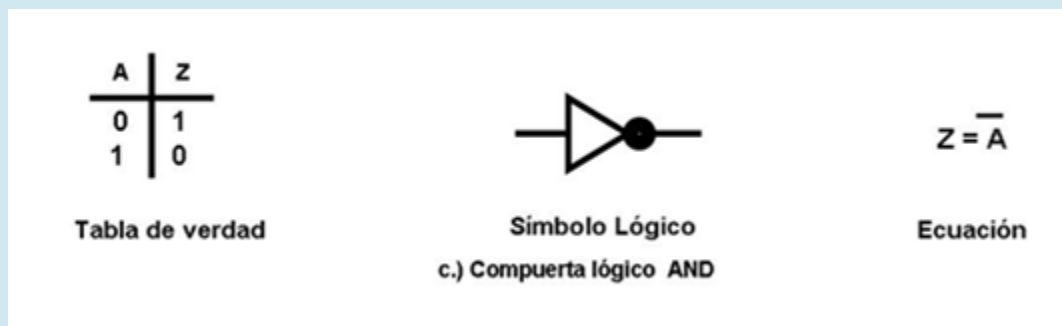 A Z
0 1
1 0
Z = A̅
Tabla de verdad
Símbolo Lógico
Ecuación
c.) Compuerta lógico AND